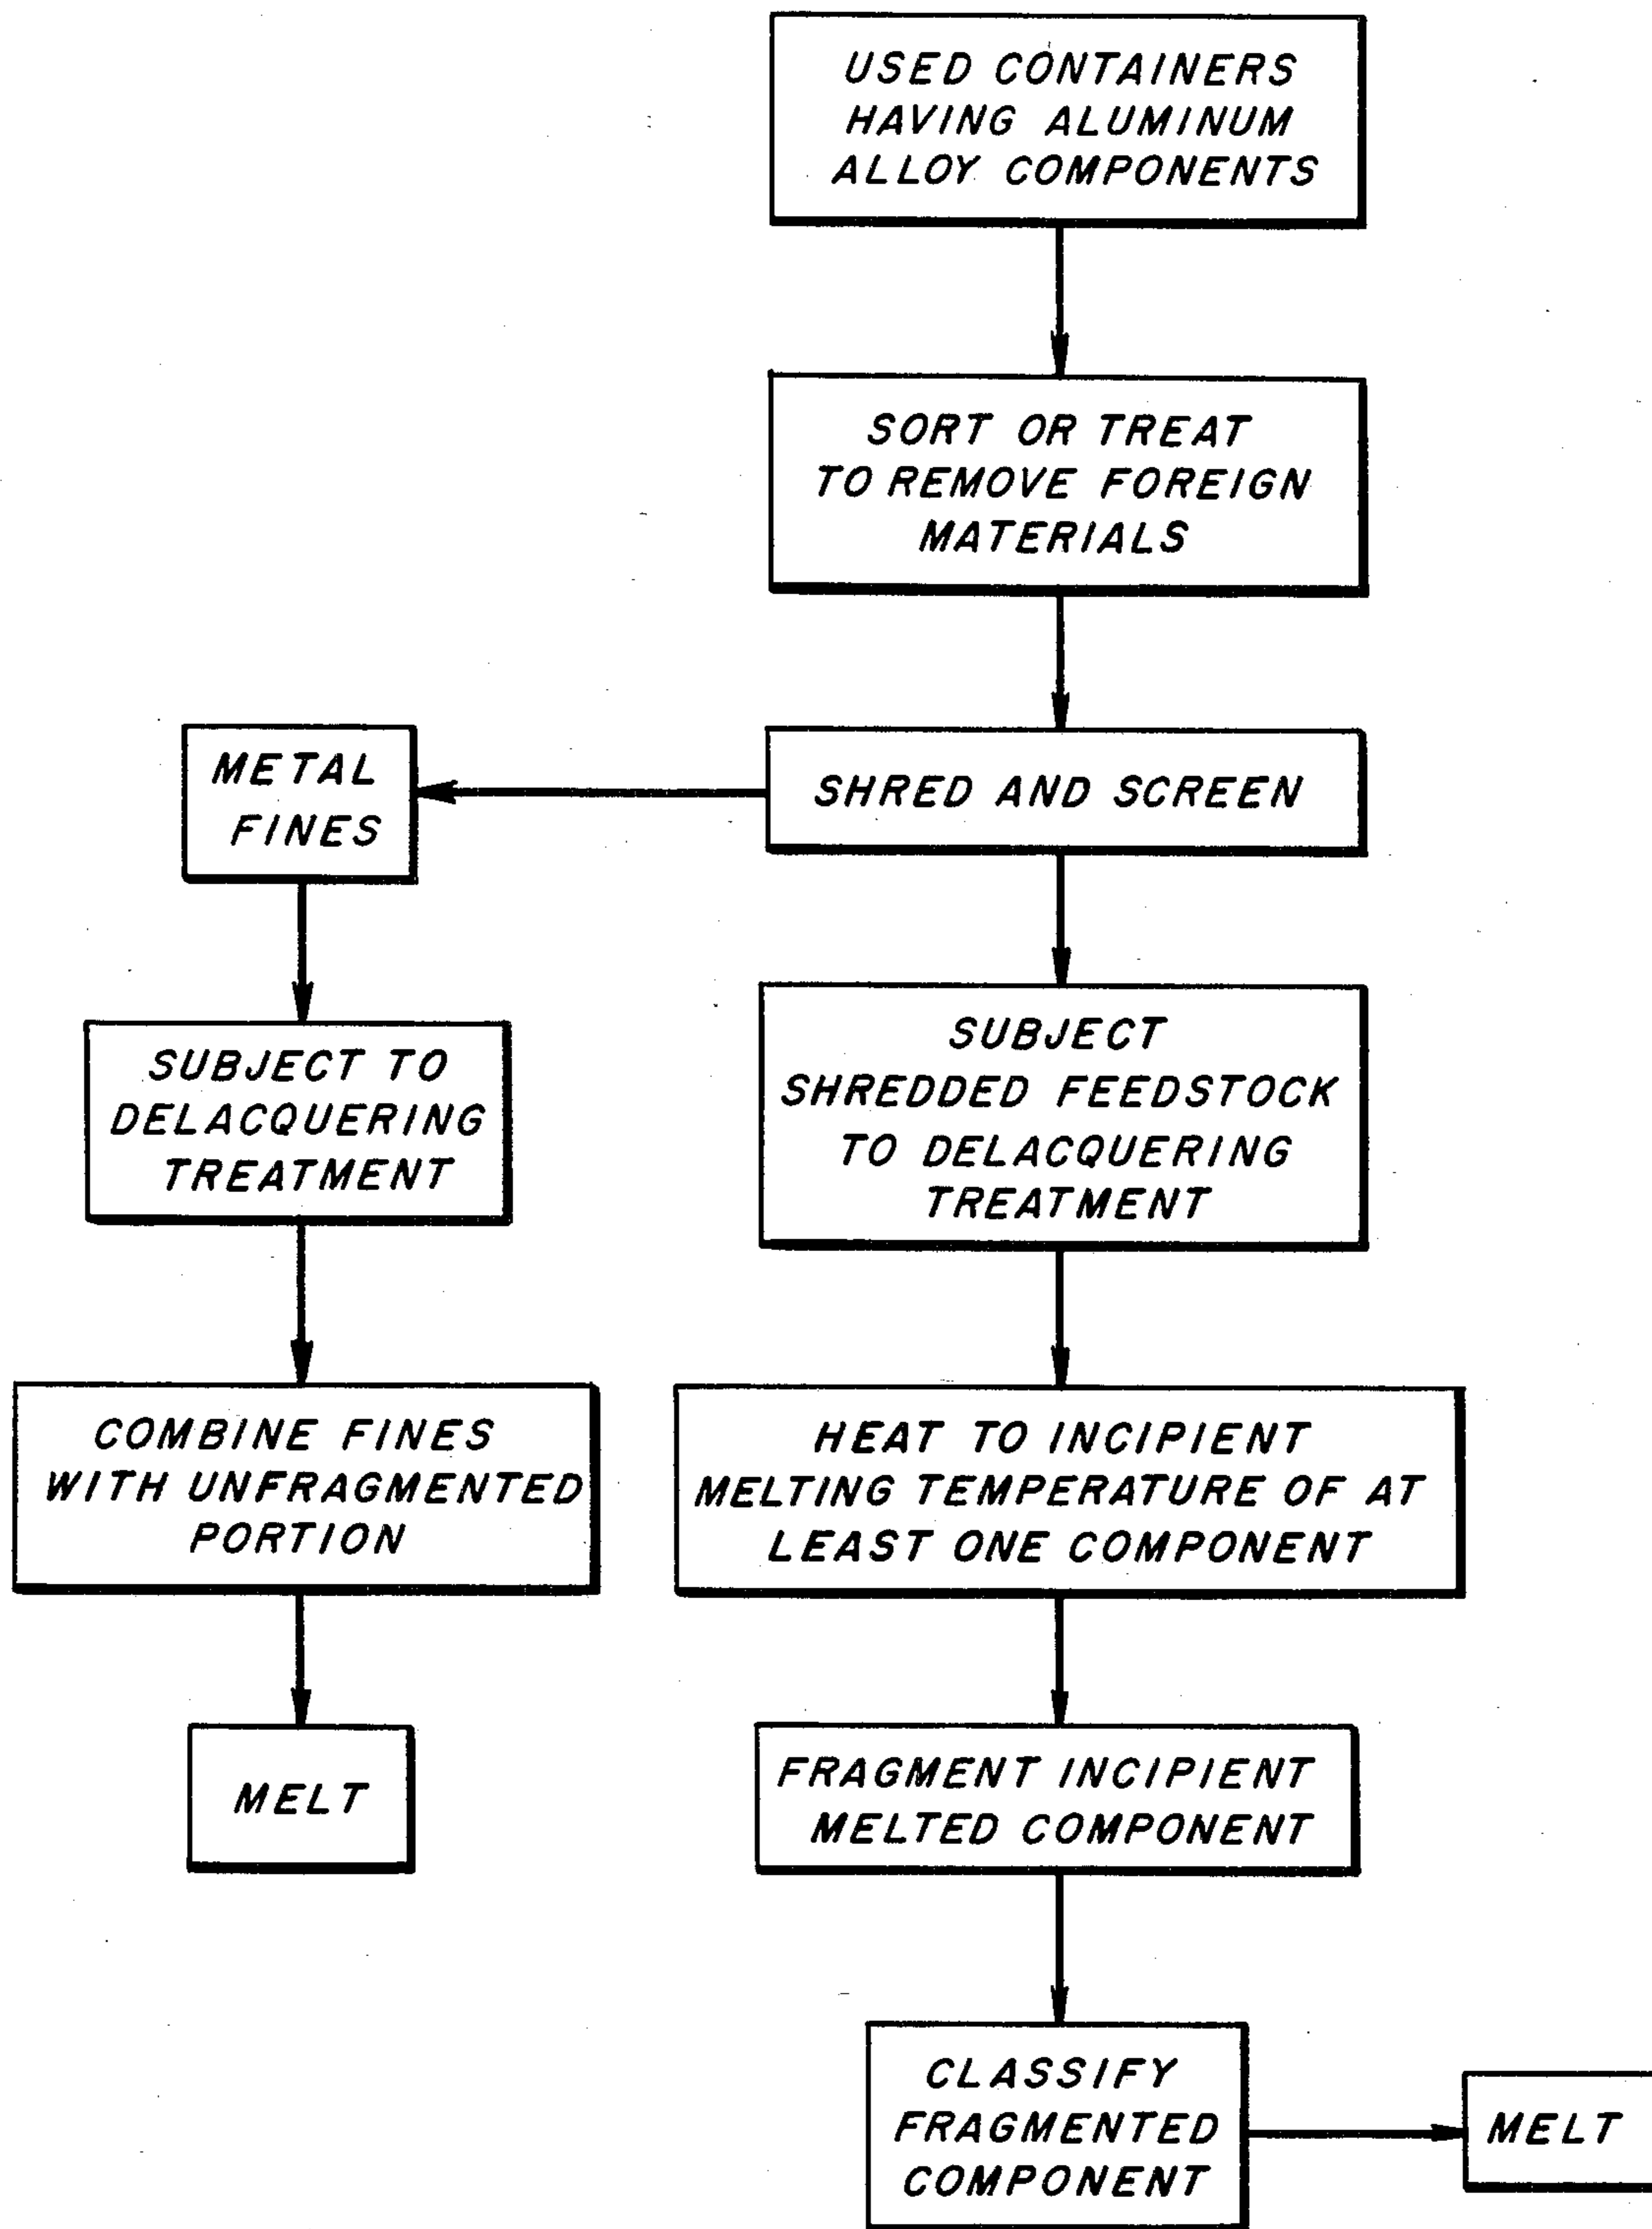 USED CONTAINERS
HAVING ALUMINUM
ALLOY COMPONENTS
SORT OR TREAT
TO REMOVE FOREIGN
MATERIALS
SHRED AND SCREEN
METAL
FINES
SUBJECT TO
DELACQUERING
TREATMENT
COMBINE FINES
WITH UNFRAGMENTED
PORTION
MELT
SUBJECT
SHREDDED FEEDSTOCK
TO DELACQUERING
TREATMENT
HEAT TO INCIPIENT
MELTING TEMPERATURE OF AT
LEAST ONE COMPONENT
FRAGMENT INCIPIENT
MELTED COMPONENT
CLASSIFY
FRAGMENTED
COMPONENT
MELT